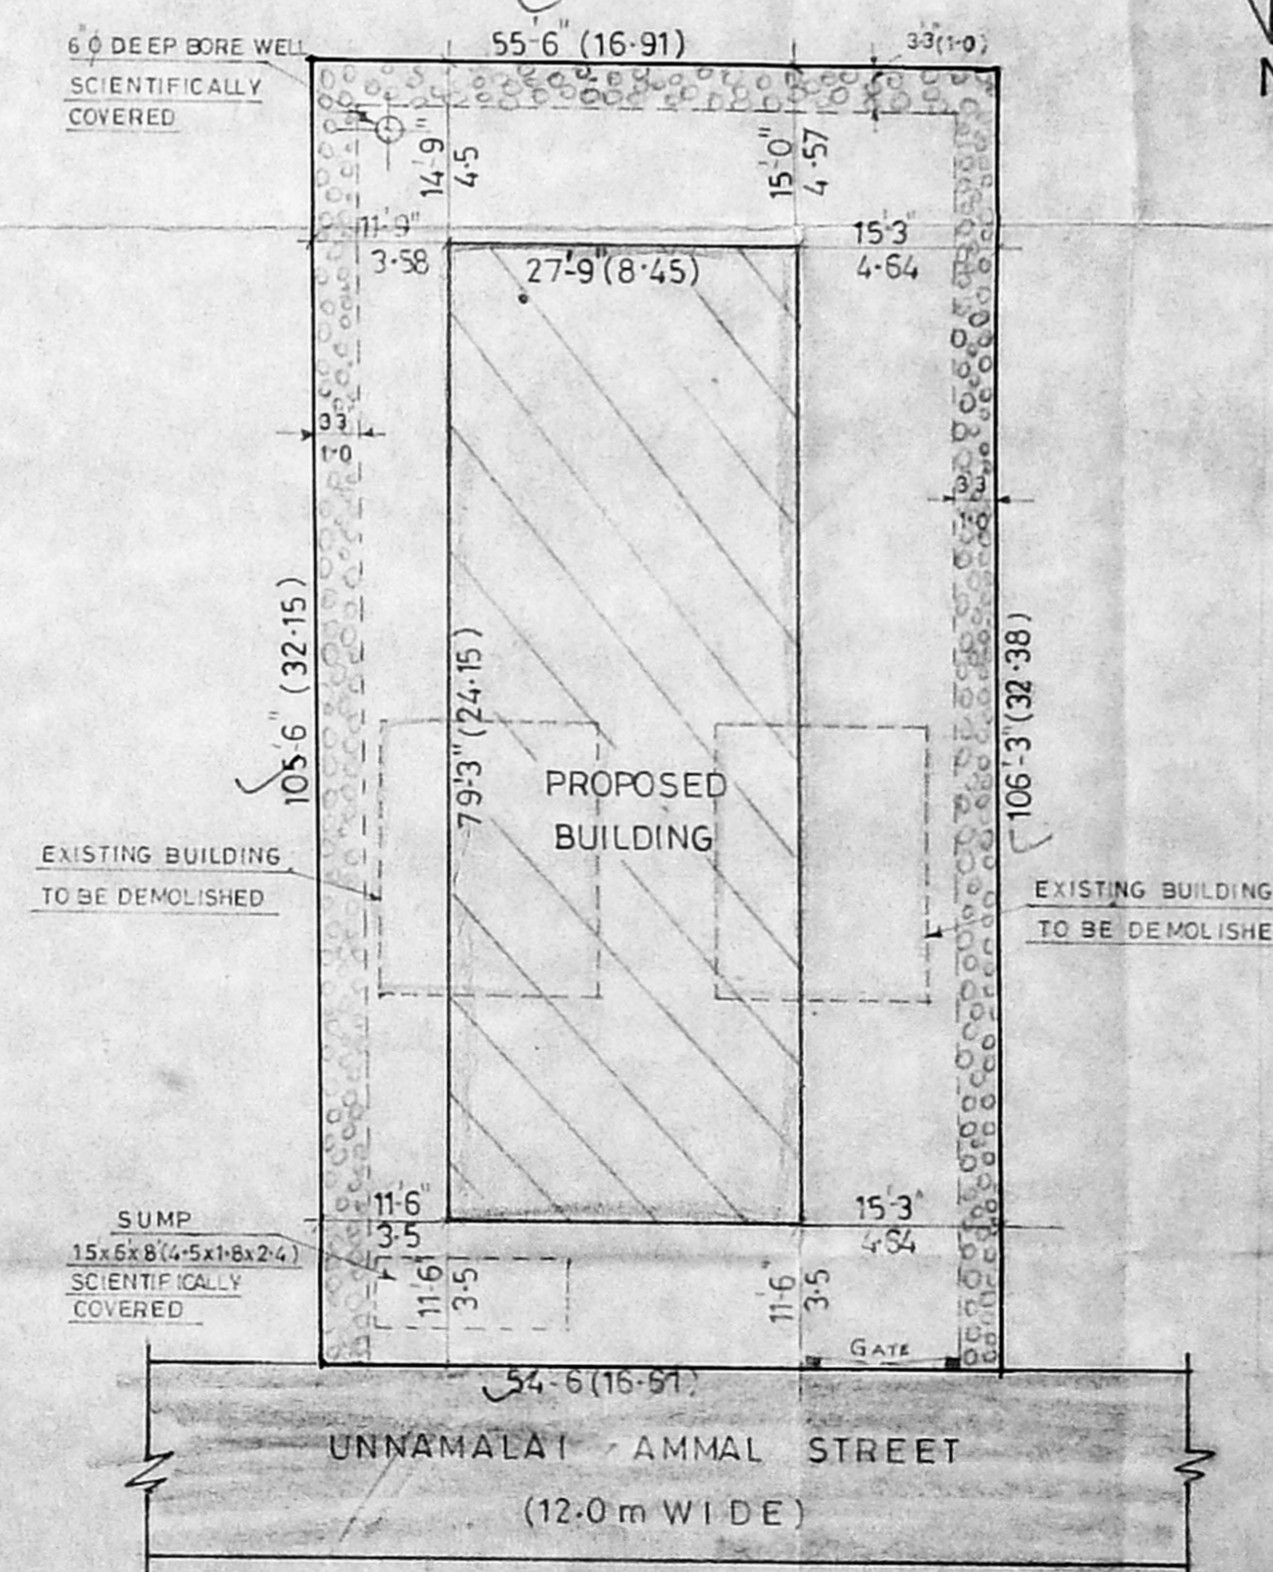 6"ϕ DEEP BORE WELL
SCIENTIFICALLY
COVERED
55'-6" (16·91)
3'3"(1·0)
14'-9"
4·5
15'-0"
4·57
11'-9"
3·58
27'-9"(8·45)
15'3"
4·64
3'3
1·0
3'3
105'-6" (32·15)
79'-3" (24·15)
106'-3" (32·38)
PROPOSED
BUILDING
EXISTING BUILDING
TO BE DEMOLISHED
EXISTING BUILDING
TO BE DEMOLISHE
11'-6"
3·5
15'-3"
4·64
SUMP
15x6'x8'(4·5x1·8x2·4)
SCIENTIFICALLY
COVERED
11'-6"
3·5
11'-6"
3·5
GATE
54-6(16·61)
UNNAMALAI AMMAL STREET
(12.0 m WIDE)